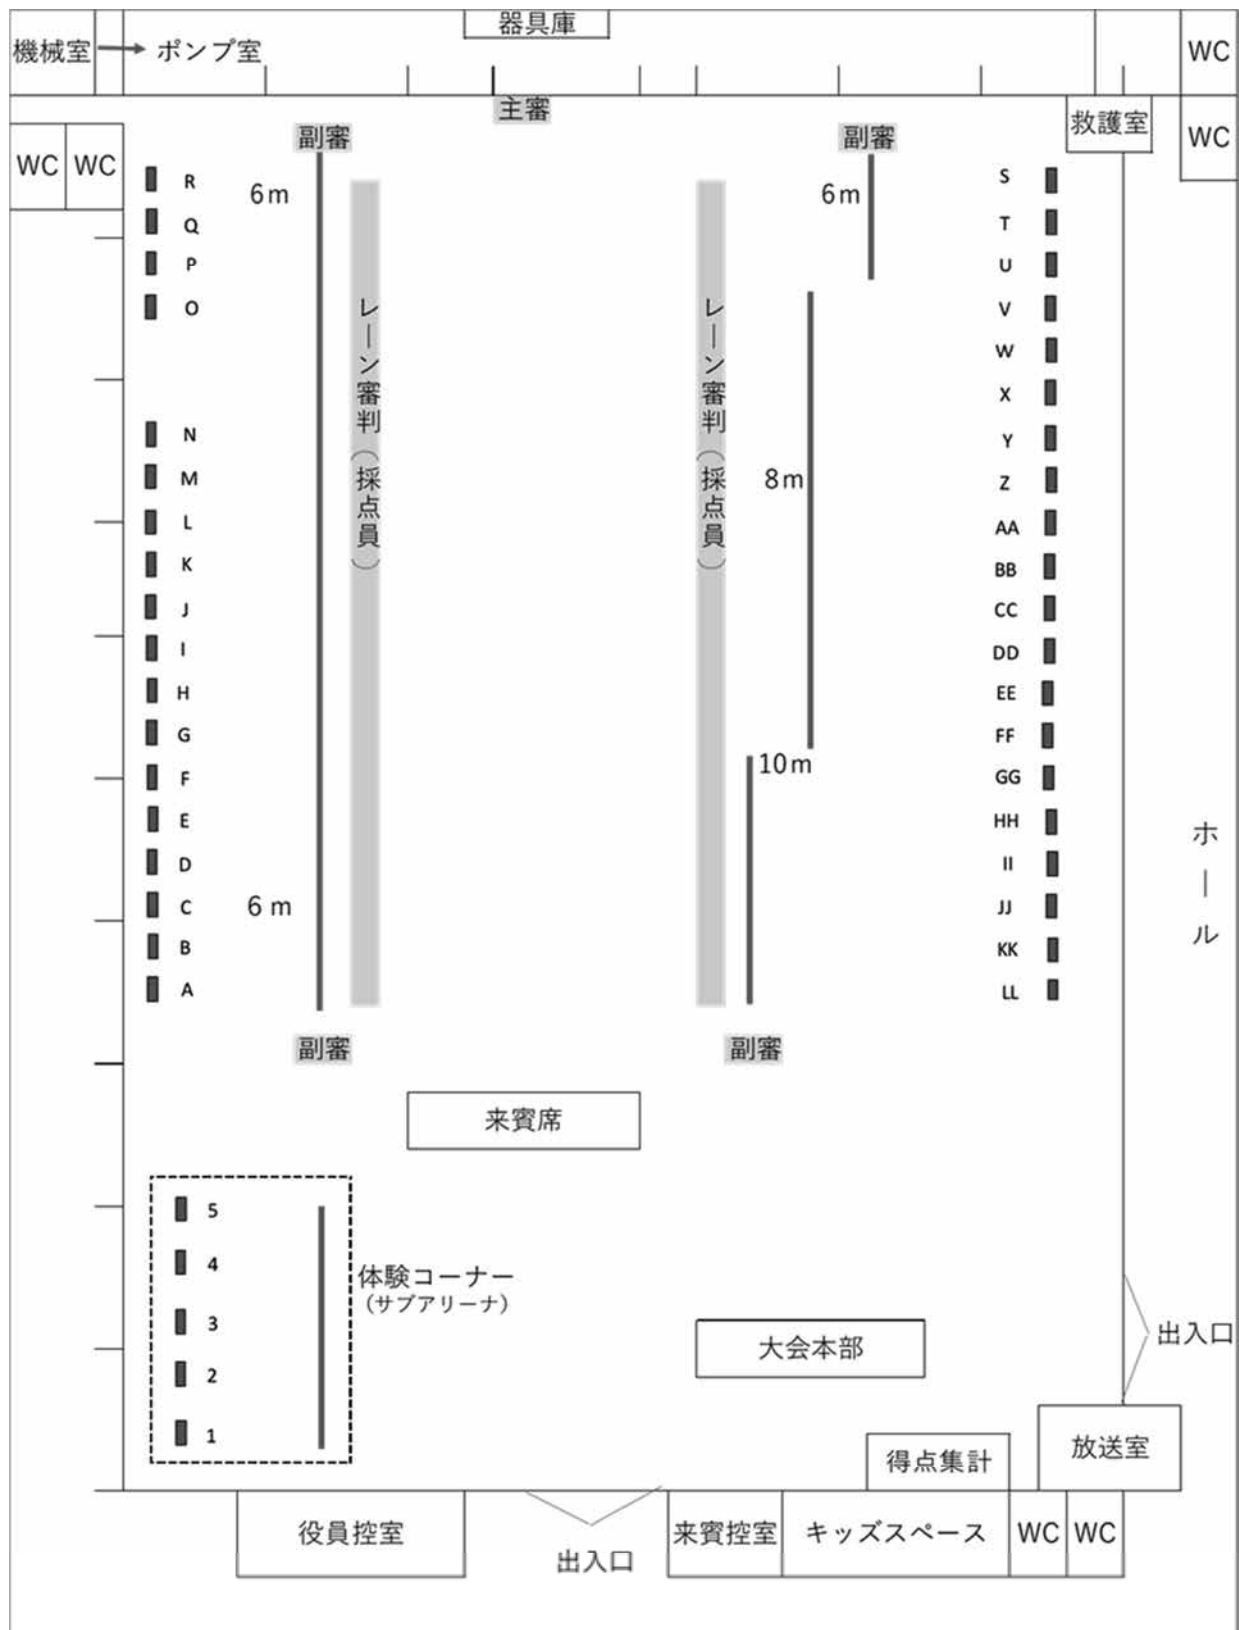 器具庫
機械室
ポンプ室
WC
主審
副審
副審
救護室
WC
WC
WC
R
6m
6m
S
Q
T
P
U
O
V
レーン審判（採点員）
レーン審判（採点員）
W
X
N
Y
M
8m
Z
L
AA
K
BB
J
CC
I
DD
H
EE
G
FF
F
10m
GG
E
HH
ホール
D
II
C
6 m
JJ
B
KK
A
LL
副審
副審
来賓席
5
4
体験コーナー
（サブアリーナ）
3
大会本部
出入口
2
1
得点集計
放送室
役員控室
出入口
来賓控室
キッズスペース
WC
WC